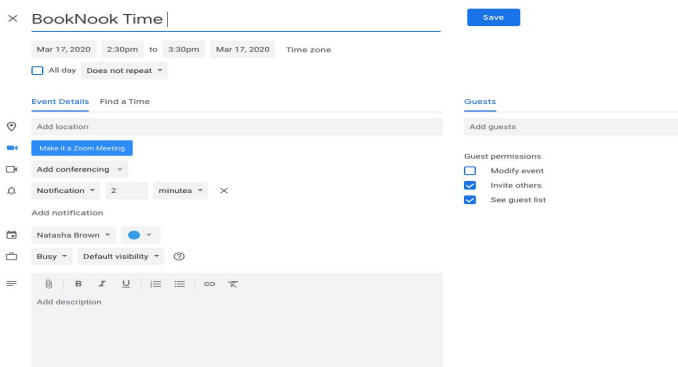 BookNook Time
Save
Mar 17, 2020 2:30pm to 3:30pm Mar 17, 2020 Time zone
All day Does not repeat
Event Details Find a Time
Guests
Add location
Add guests
Make it a Zoom Meeting
Guest permissions
Add conferencing
Modify event
Notification 2 minutes
Invite others
See guest list
Add notification
Natasha Brown
Busy Default visibility
B I U
Add description